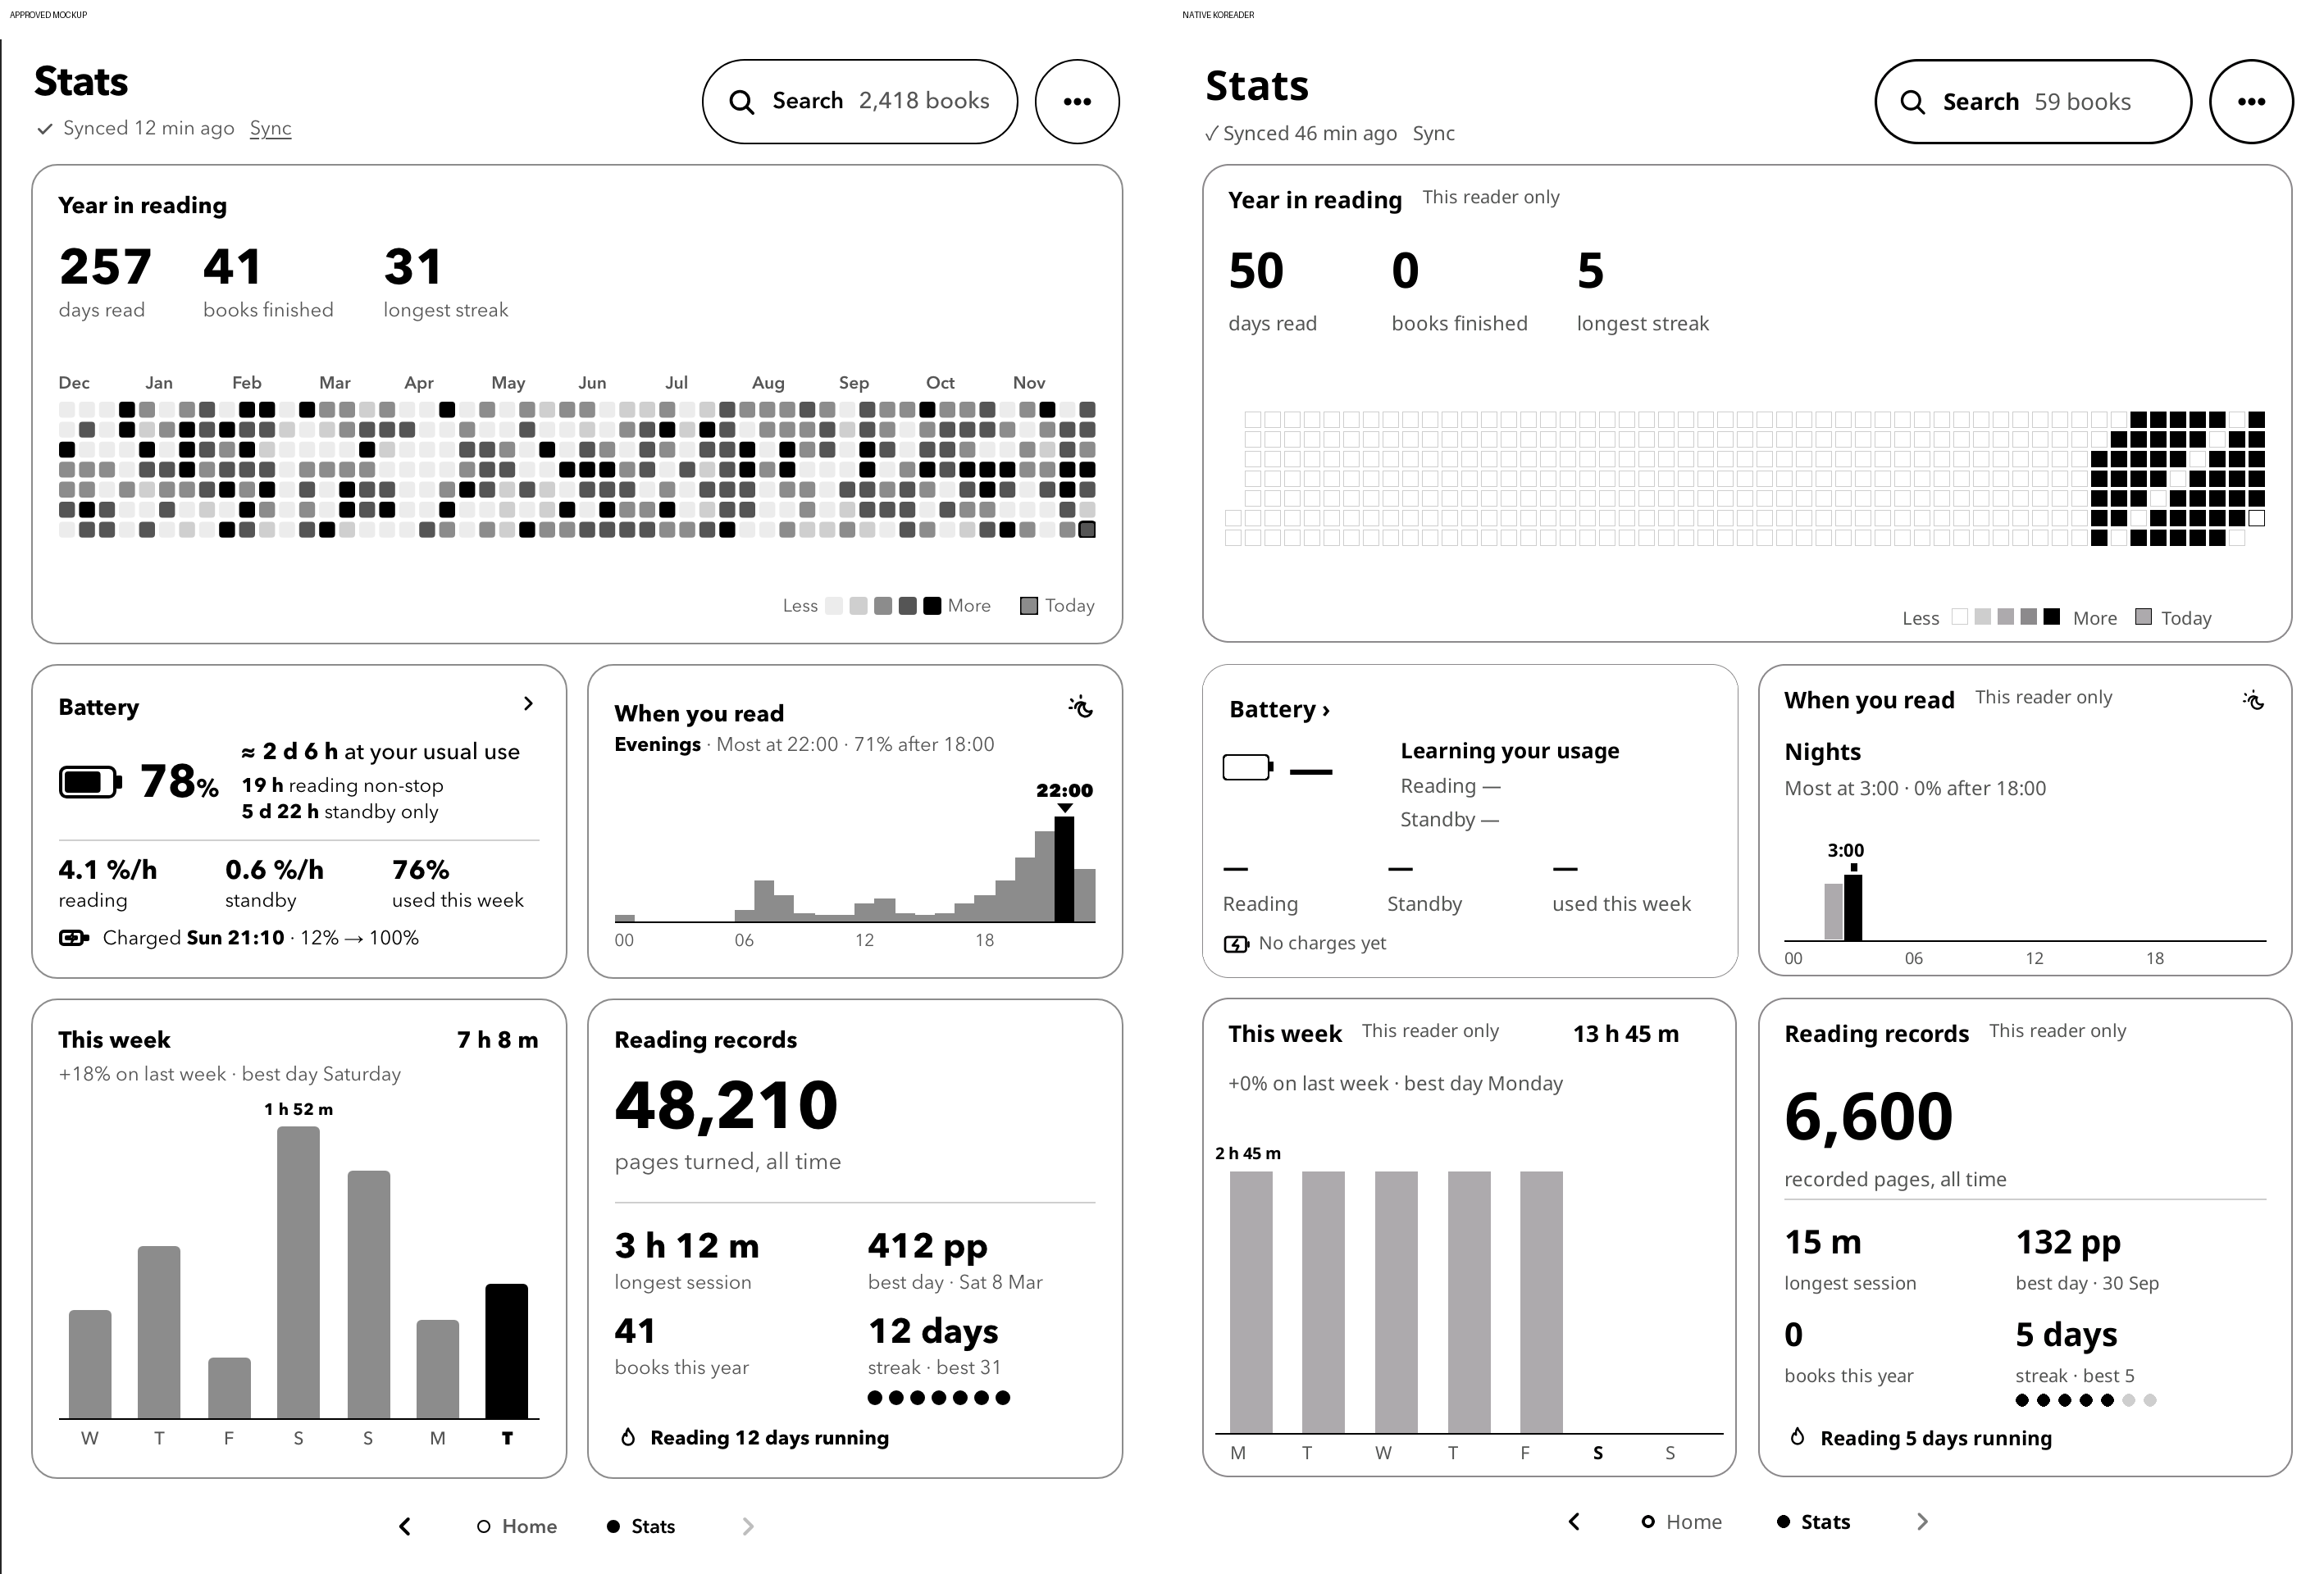 APPROVED MOCKUP
Stats
✓ Synced 12 min ago Sync
Search 2,418 books
•••
Year in reading
257 41 31
days read books finished longest streak
Dec Jan Feb Mar Apr May Jun Jul Aug Sep Oct Nov
Less More Today
Battery
78%
≈ 2 d 6 h at your usual use
19 h reading non-stop
5 d 22 h standby only
4.1 %/h 0.6 %/h 76%
reading standby used this week
Charged Sun 21:10 · 12% → 100%
When you read
Evenings · Most at 22:00 · 71% after 18:00
22:00
00 06 12 18
This week 7 h 8 m
+18% on last week · best day Saturday
1 h 52 m
W T F S S M T
Reading records
48,210
pages turned, all time
3 h 12 m 412 pp
longest session best day · Sat 8 Mar
41 12 days
books this year streak · best 31
Reading 12 days running
Home Stats
NATIVE KOREADER
Stats
✓ Synced 46 min ago Sync
Search 59 books
•••
Year in reading This reader only
50 0 5
days read books finished longest streak
Less More Today
Battery ›
—
Learning your usage
Reading —
Standby —
— — —
Reading Standby used this week
No charges yet
When you read This reader only
Nights
Most at 3:00 · 0% after 18:00
3:00
00 06 12 18
This week This reader only 13 h 45 m
+0% on last week · best day Monday
2 h 45 m
M T W T F S S
Reading records This reader only
6,600
recorded pages, all time
15 m 132 pp
longest session best day · 30 Sep
0 5 days
books this year streak · best 5
Reading 5 days running
Home Stats